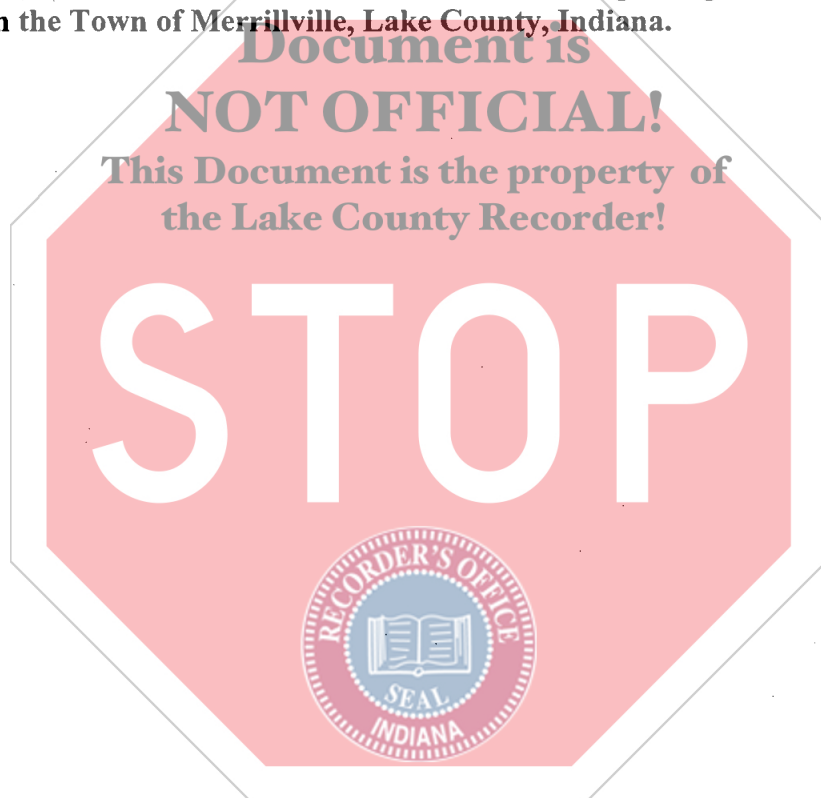 the Town of Merrillville, Lake County, Indiana.
Document is
NOT OFFICIAL!
This Document is the property of
the Lake County Recorder!
STOP
RECORDER'S OFFICE
SEAL
INDIANA